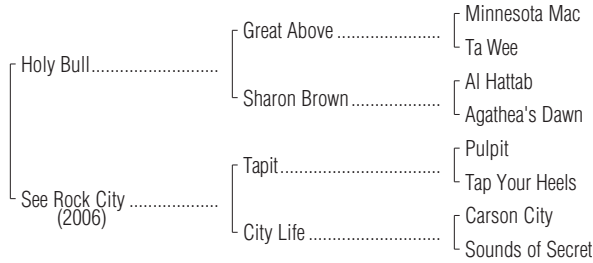 Minnesota Mac
Great Above ..................
Ta Wee
Holy Bull.........................
Al Hattab
Sharon Brown................
Agathea's Dawn
Pulpit
Tapit.............................
Tap Your Heels
See Rock City .................
(2006)
Carson City
City Life ........................
Sounds of Secret